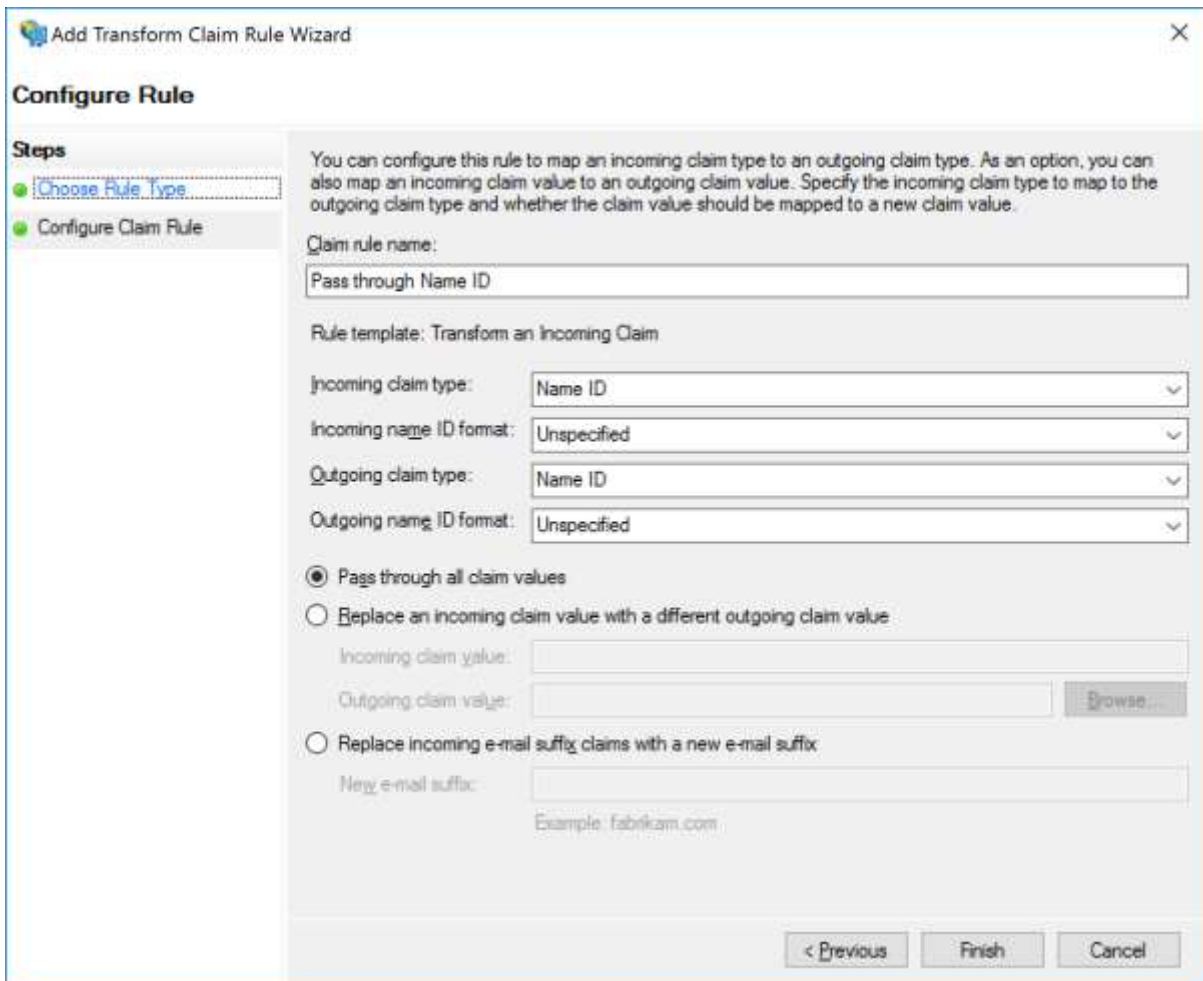 Add Transform Claim Rule Wizard
Configure Rule
Steps
Choose Rule Type
Configure Claim Rule
You can configure this rule to map an incoming claim type to an outgoing claim type. As an option, you can
also map an incoming claim value to an outgoing claim value. Specify the incoming claim type to map to the
outgoing claim type and whether the claim value should be mapped to a new claim value.
Claim rule name:
Pass through Name ID
Rule template: Transform an Incoming Claim
Incoming claim type: Name ID
Incoming name ID format: Unspecified
Outgoing claim type: Name ID
Outgoing name ID format: Unspecified
Pass through all claim values
Replace an incoming claim value with a different outgoing claim value
Incoming claim value:
Outgoing claim value: Browse...
Replace incoming e-mail suffix claims with a new e-mail suffix
New e-mail suffix:
Example: fabrikam.com
< Previous Finish Cancel